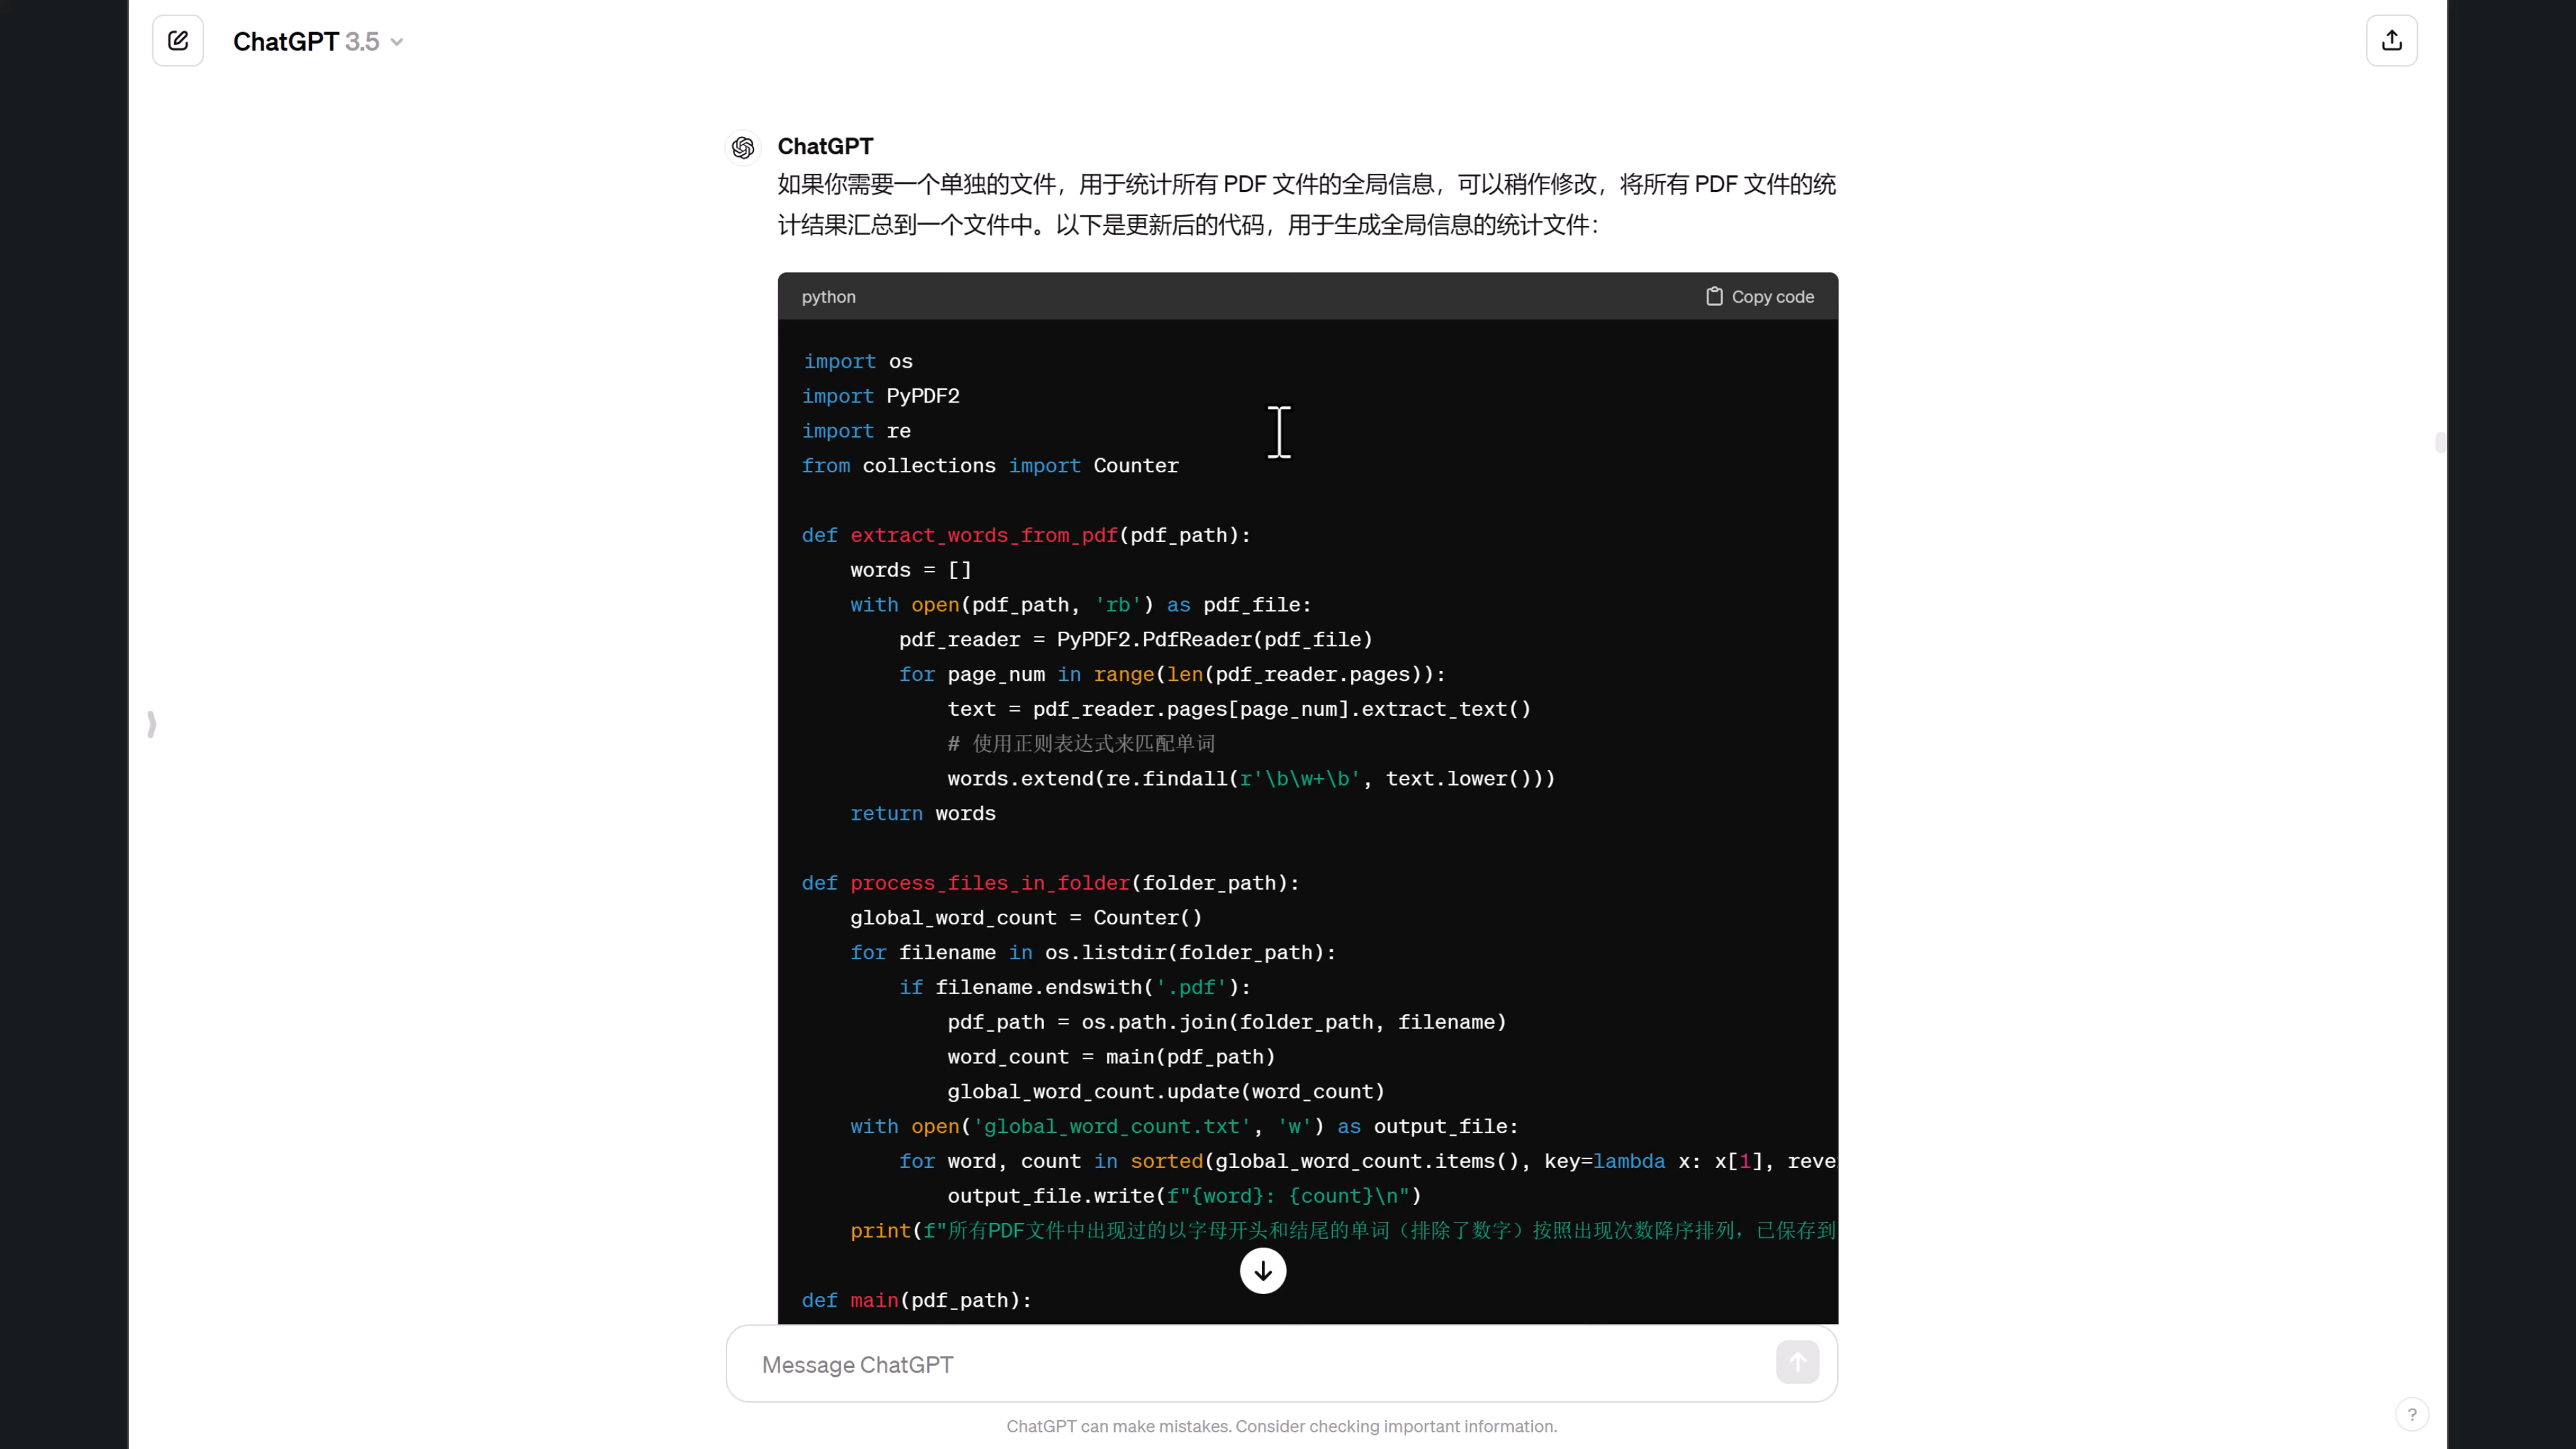 ChatGPT 3.5
ChatGPT
如果你需要一个单独的文件，用于统计所有 PDF 文件的全局信息，可以稍作修改，将所有 PDF 文件的统
计结果汇总到一个文件中。以下是更新后的代码，用于生成全局信息的统计文件：
python
Copy code
import os
import PyPDF2
import re
from collections import Counter
def extract_words_from_pdf(pdf_path):
    words = []
    with open(pdf_path, 'rb') as pdf_file:
        pdf_reader = PyPDF2.PdfReader(pdf_file)
        for page_num in range(len(pdf_reader.pages)):
            text = pdf_reader.pages[page_num].extract_text()
            # 使用正则表达式来匹配单词
            words.extend(re.findall(r'\b\w+\b', text.lower()))
    return words
def process_files_in_folder(folder_path):
    global_word_count = Counter()
    for filename in os.listdir(folder_path):
        if filename.endswith('.pdf'):
            pdf_path = os.path.join(folder_path, filename)
            word_count = main(pdf_path)
            global_word_count.update(word_count)
    with open('global_word_count.txt', 'w') as output_file:
        for word, count in sorted(global_word_count.items(), key=lambda x: x[1], reve
            output_file.write(f"{word}: {count}\n")
    print(f"所有PDF文件中出现过的以字母开头和结尾的单词（排除了数字）按照出现次数降序排列，已保存到
def main(pdf_path):
Message ChatGPT
ChatGPT can make mistakes. Consider checking important information.
?